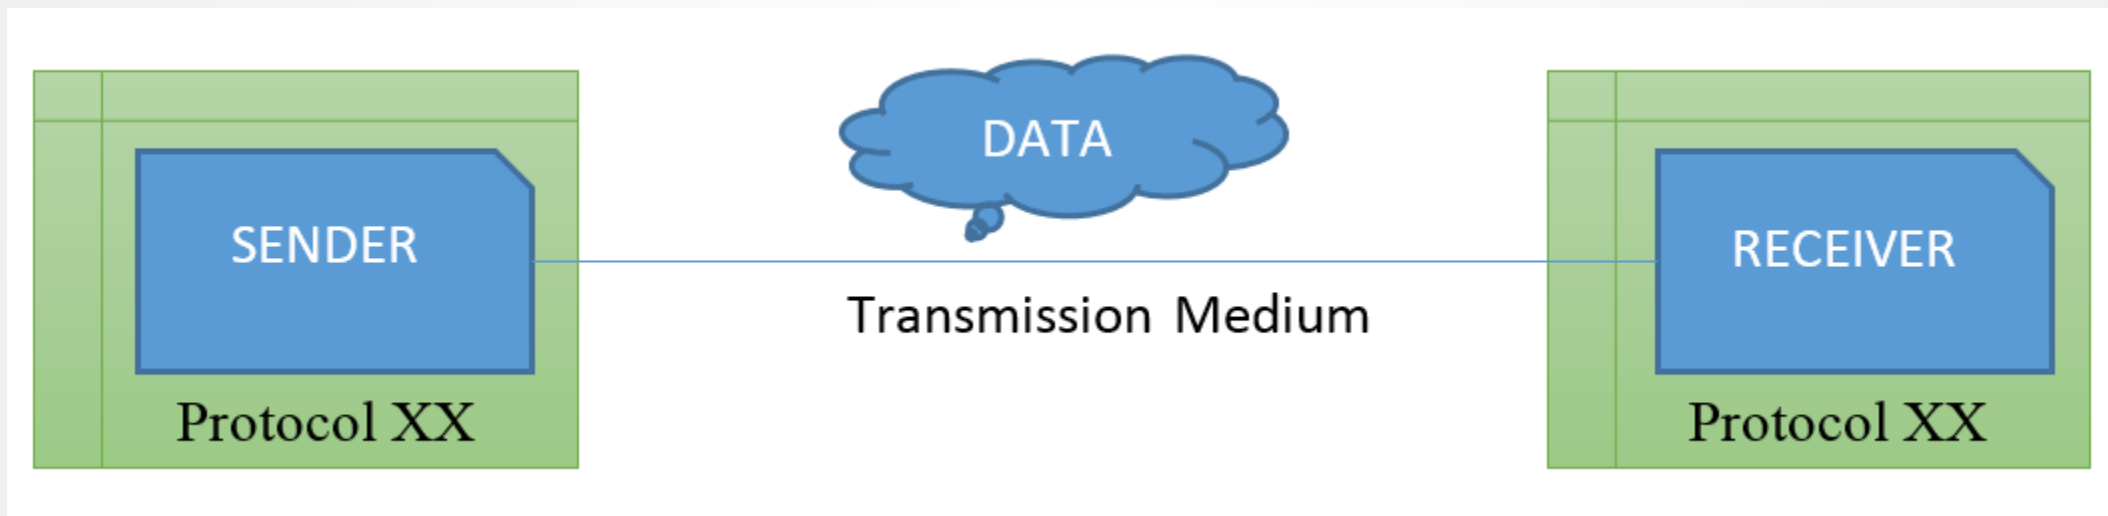 DATA
SENDER
RECEIVER
Transmission Medium
Protocol XX
Protocol XX